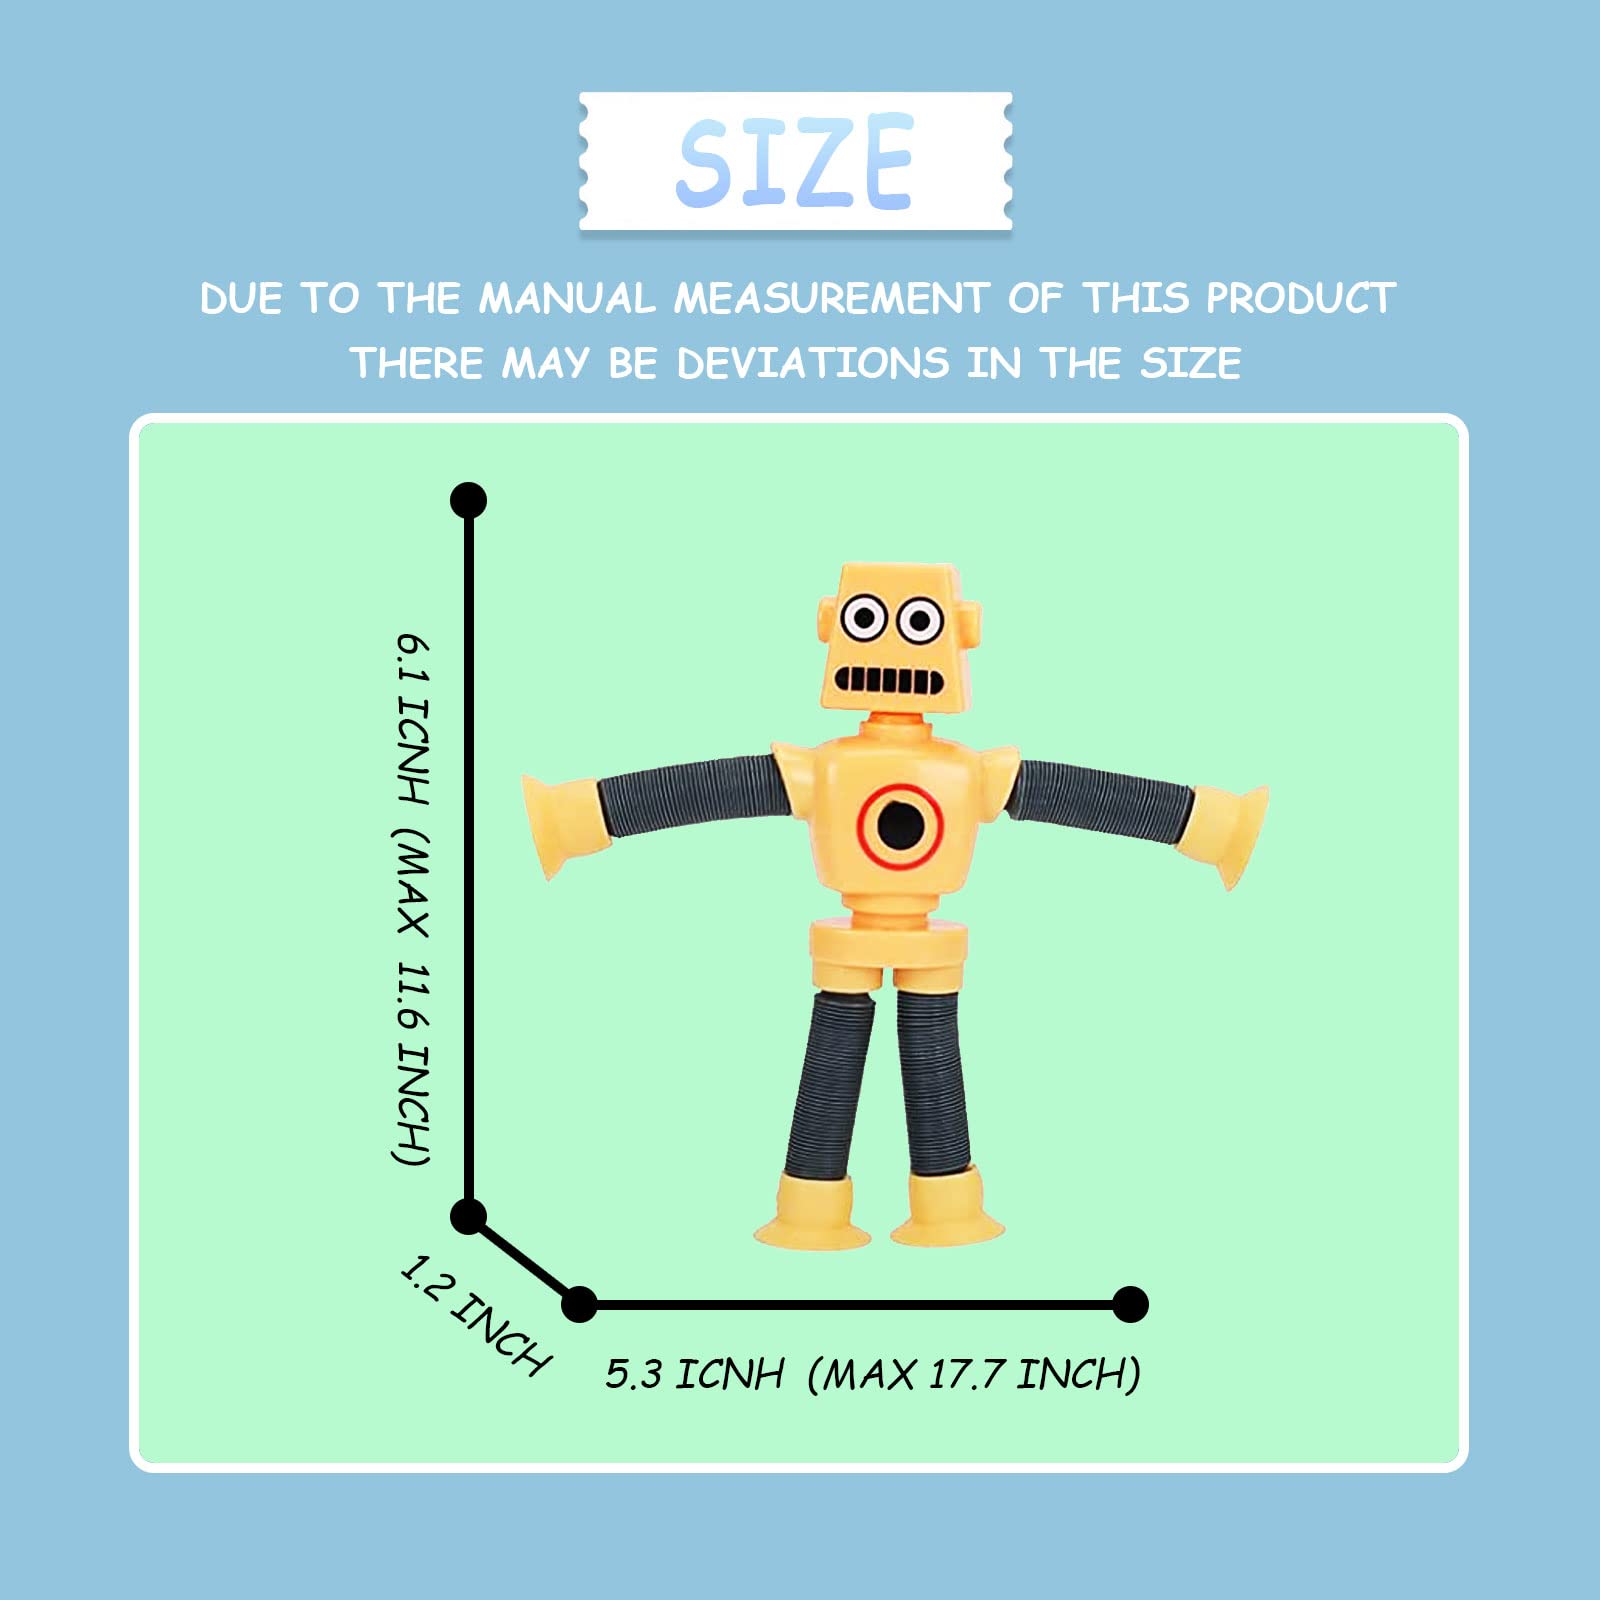 SIZE
DUE TO THE MANUAL MEASUREMENT OF THIS PRODUCT
THERE MAY BE DEVIATIONS IN THE SIZE
6.1 ICNH (MAX 11.6 INCH)
1.2 INCH
5.3 ICNH (MAX 17.7 INCH)